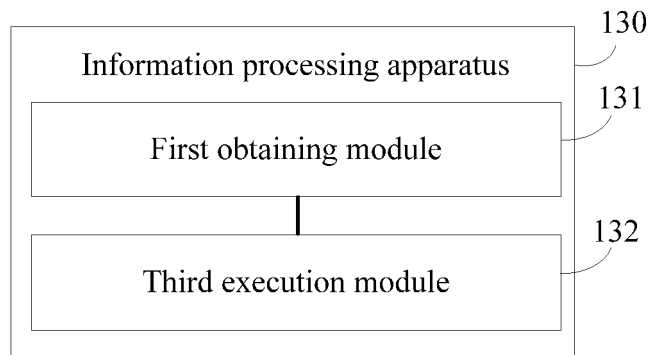 130
Information processing apparatus
131
First obtaining module
132
Third execution module